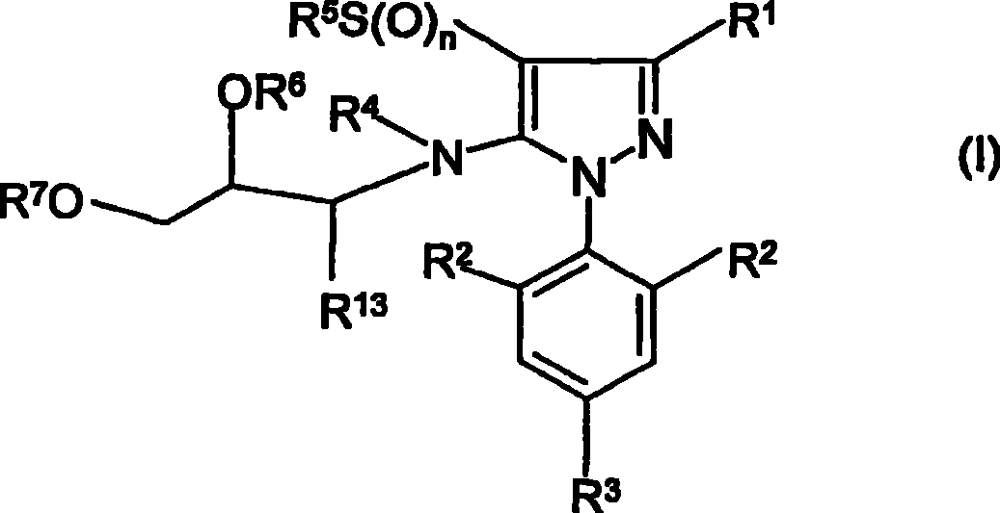 R⁵S(O)ₙ R¹
OR⁶ R⁴
N N (I)
R⁷O N
R² R²
R¹³
R³